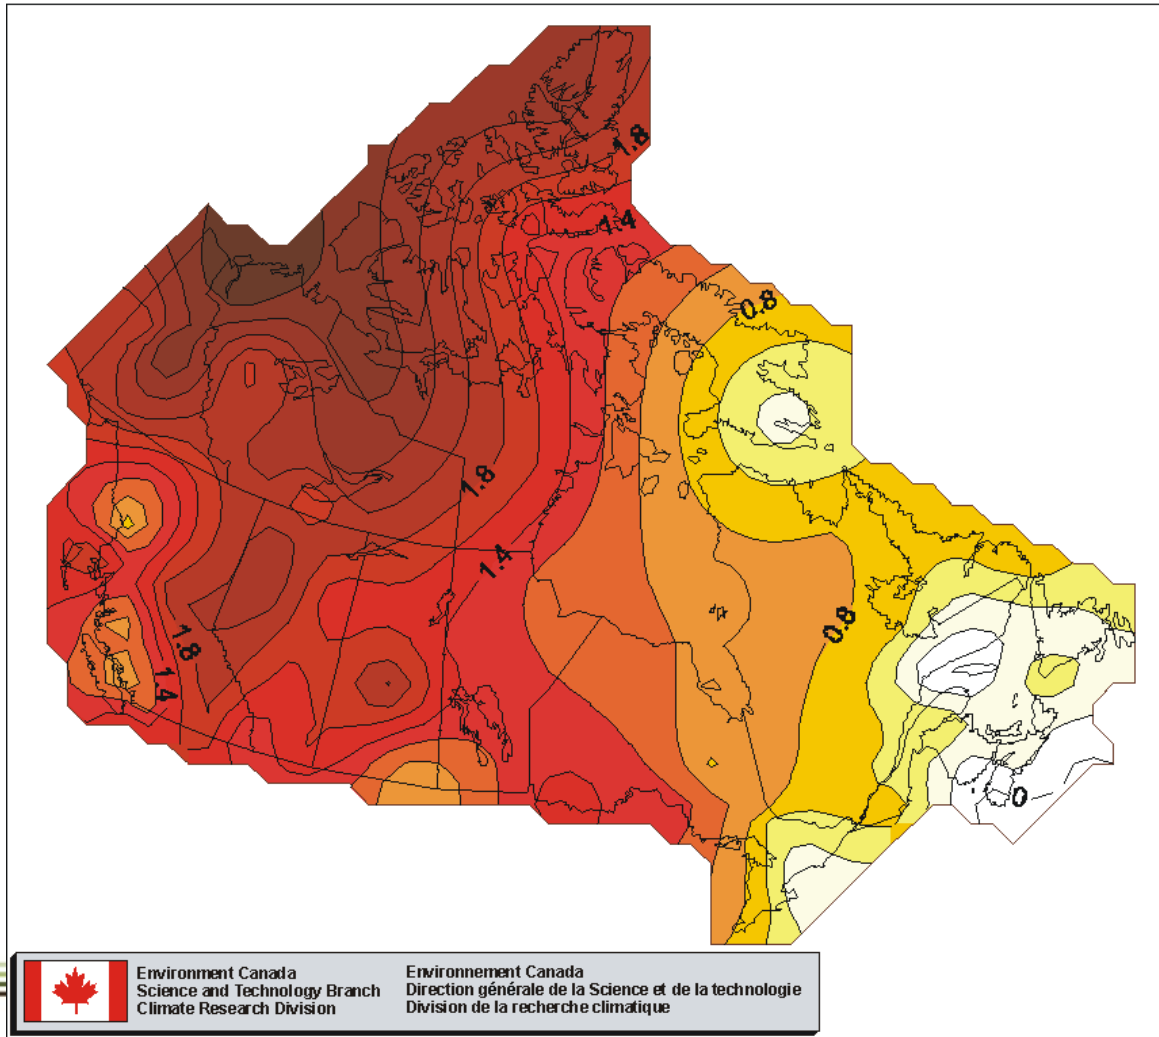 1.8
1.4
0.8
1.8
1.4
0.8
1.8
1.4
0
Environment Canada
Science and Technology Branch
Climate Research Division
Environnement Canada
Direction générale de la Science et de la technologie
Division de la recherche climatique